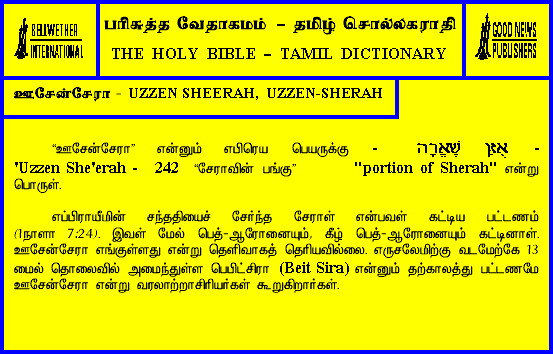 BELLWETHER
INTERNATIONAL
பரிசுத்த வேதாகமம் – தமிழ் சொல்லகராதி
THE HOLY BIBLE – TAMIL DICTIONARY
GOOD NEWS
PUBLISHERS
ஊசேன்சேரா - UZZEN SHEERAH, UZZEN-SHERAH
“ஊசேன்சேரா” என்னும் எபிரெய பெயருக்கு - אֻזֵּן שֶׁאֱרָה -
'Uzzen She'erah - 242 “சேராவின் பங்கு” "portion of Sherah" என்று
பொருள்.
எப்பிராயீமின் சந்ததியைச் சேர்ந்த சேராள் என்பவள் கட்டிய பட்டணம்
(1நாளா 7:24). இவள் மேல் பெத்-ஆரோனையும், கீழ் பெத்-ஆரோனையும் கட்டினாள்.
ஊசேன்சேரா எங்குள்ளது என்று தெளிவாகத் தெரியவில்லை. எருசலேமிற்கு வடமேற்கே 13
மைல் தொலைவில் அமைந்துள்ள பெயிட்சிரா (Beit Sira) என்னும் தற்காலத்து பட்டணமே
ஊசேன்சேரா என்று வரலாற்றாசிரியர்கள் கூறுகிறார்கள்.